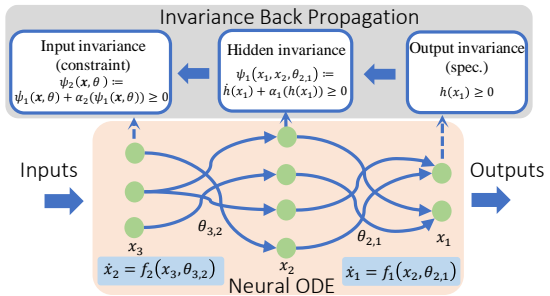 Invariance Back Propagation
Input invariance
(constraint)
ψ₂(𝒙, θ) ≔
ψ̇₁(𝒙, θ) + α₂(ψ₁(𝒙, θ)) ≥ 0
Hidden invariance
ψ₁(x₁, x₂, θ₂,₁) ≔
ḣ(x₁) + α₁(h(x₁)) ≥ 0
Output invariance
(spec.)
h(x₁) ≥ 0
Inputs
Outputs
θ₃,₂
θ₂,₁
x₃
x₂
x₁
ẋ₂ = f₂(x₃, θ₃,₂)
ẋ₁ = f₁(x₂, θ₂,₁)
Neural ODE